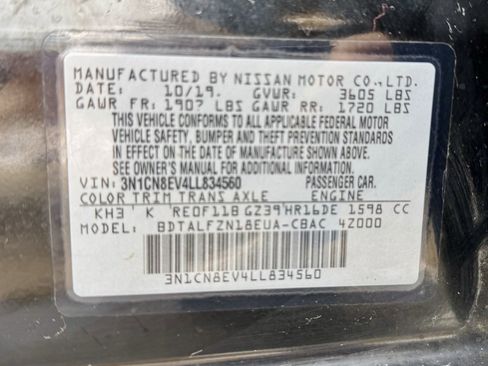 MANUFACTURED BY NISSAN MOTOR CO., LTD.
DATE: 10/19. GVWR: 3605 LBS
GAWR FR: 1907 LBS GAWR RR: 1720 LBS
THIS VEHICLE CONFORMS TO ALL APPLICABLE FEDERAL MOTOR
VEHICLE SAFETY, BUMPER AND THEFT PREVENTION STANDARDS
IN EFFECT ON THE DATE OF MANUFACTURE SHOWN ABOVE.
SEE OWNER'S MANUAL FOR ADDITIONAL INFORMATION.
VIN: 3N1CN8EV4LL834560 PASSENGER CAR.
COLOR TRIM TRANS AXLE ENGINE
KH3 K RE0F11B GZ39 HR16DE 1598 CC
MODEL: BDTALFZN18EUA-CBAC 4Z000
3N1CN8EV4LL834560